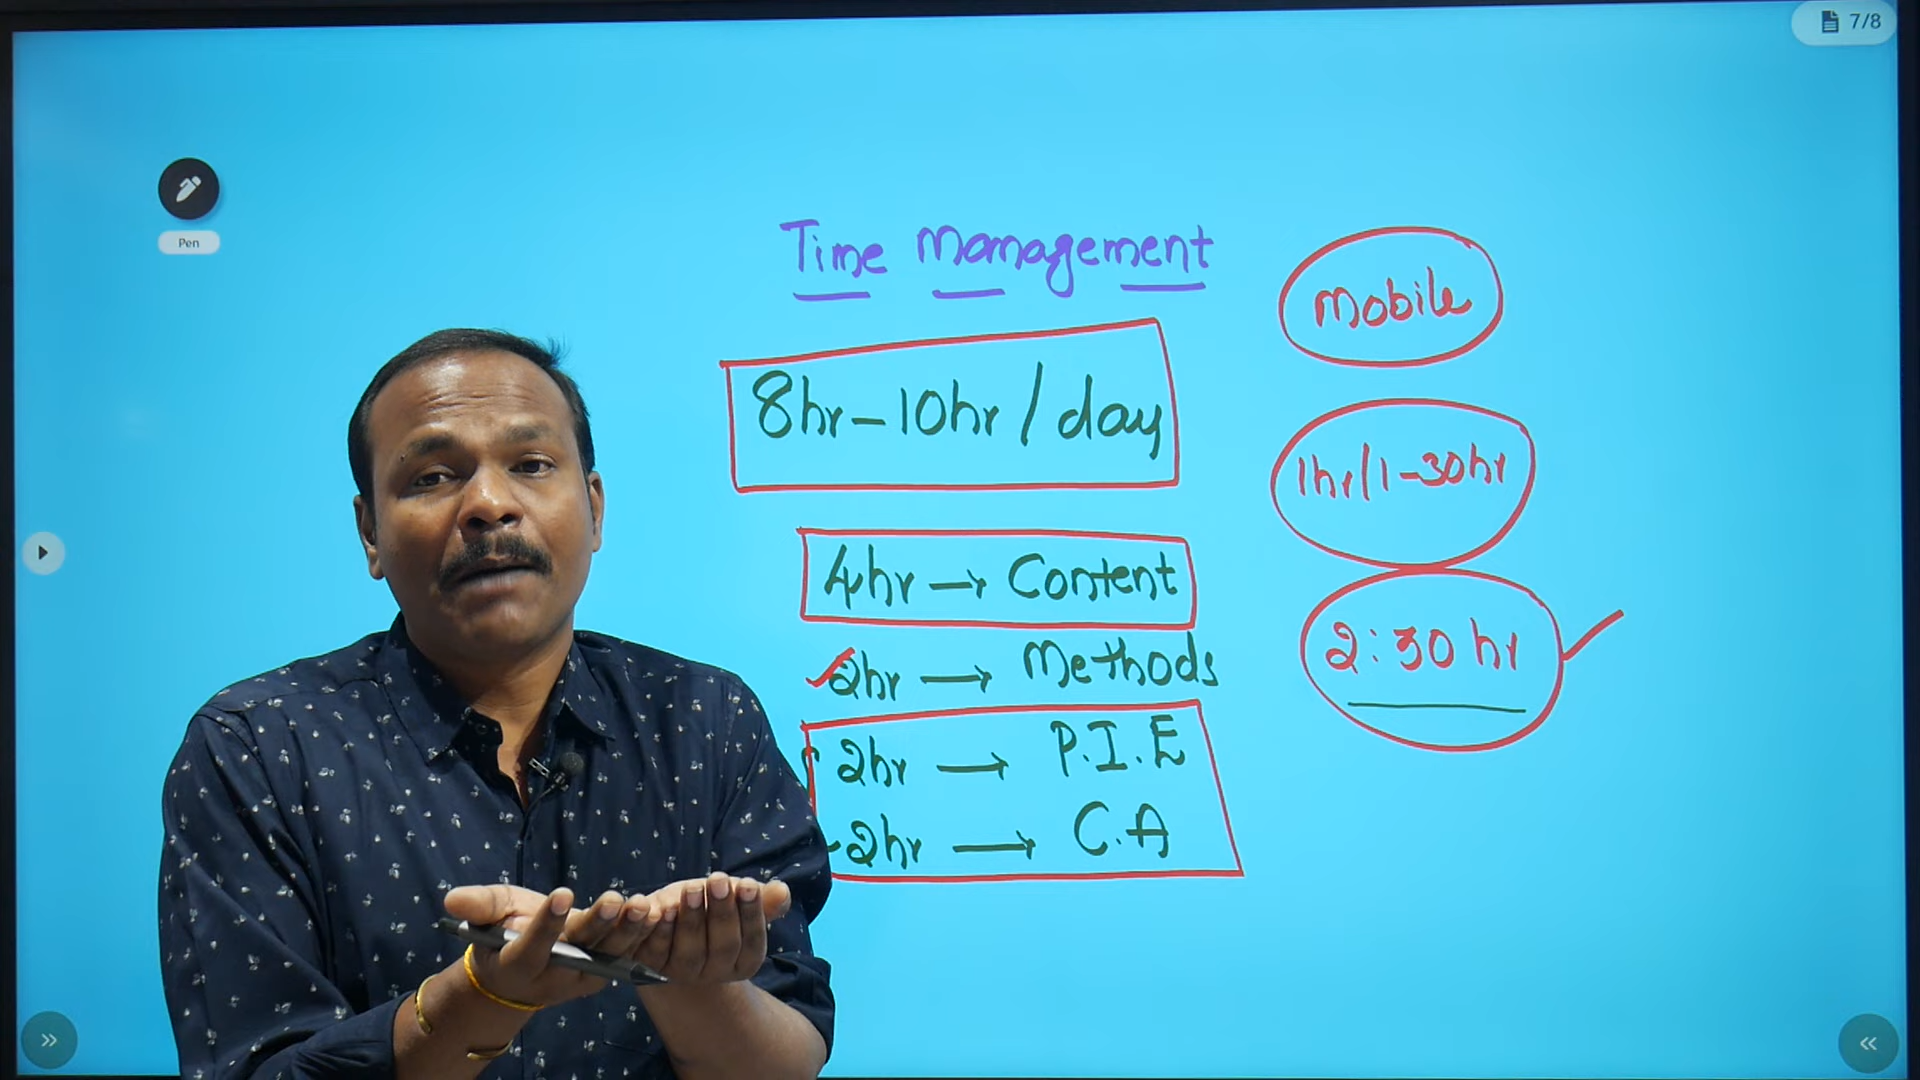 7/8
Pen
Time Management
8hr-10hr/day
4hr → Content
2hr → Methods
2hr → P.I.E
2hr → C.A
Mobile
1hr/1-30hr
2:30 hr